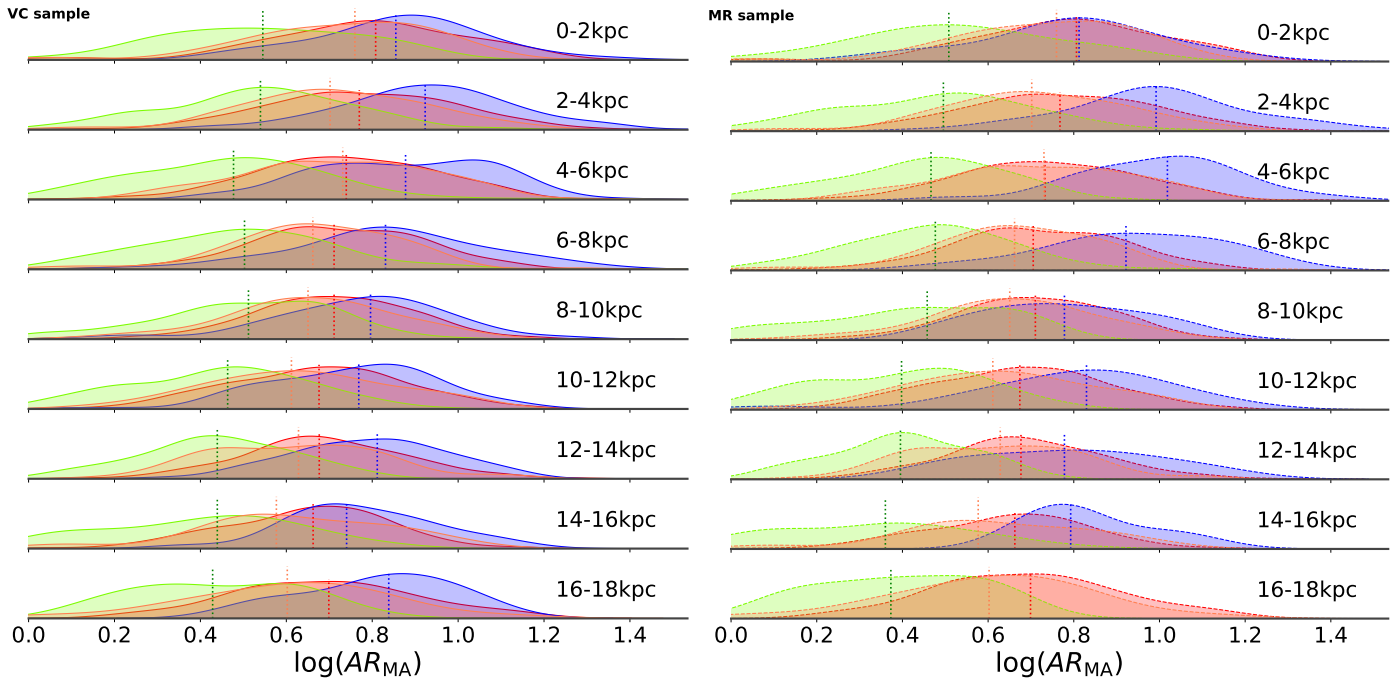 VC sample
0-2kpc
2-4kpc
4-6kpc
6-8kpc
8-10kpc
10-12kpc
12-14kpc
14-16kpc
16-18kpc
0.0 0.2 0.4 0.6 0.8 1.0 1.2 1.4
log(AR_MA)
MR sample
0-2kpc
2-4kpc
4-6kpc
6-8kpc
8-10kpc
10-12kpc
12-14kpc
14-16kpc
16-18kpc
0.0 0.2 0.4 0.6 0.8 1.0 1.2 1.4
log(AR_MA)